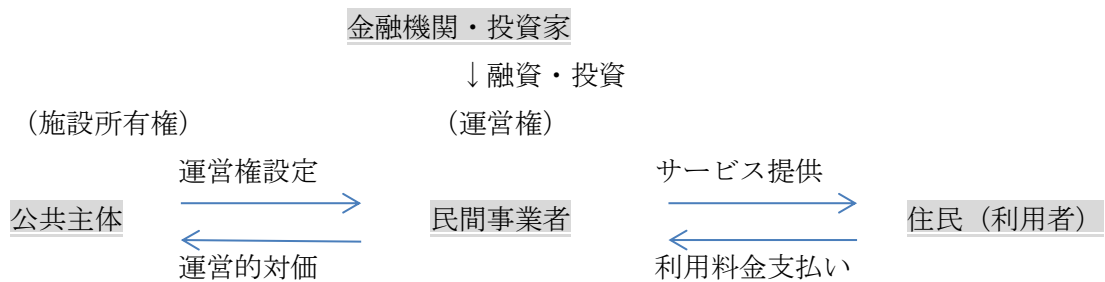 金融機関・投資家
↓融資・投資
（施設所有権）　（運営権）
運営権設定　サービス提供
公共主体　民間事業者　住民（利用者）
運営的対価　利用料金支払い